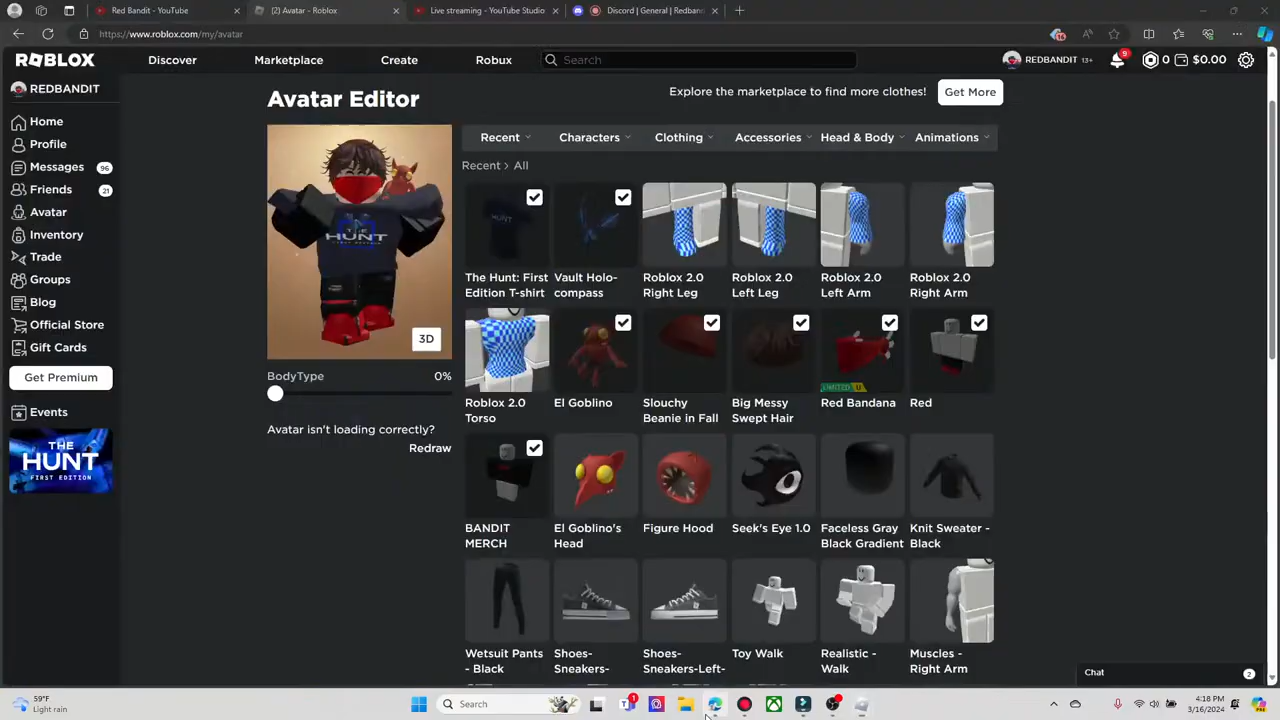 Red Bandit - YouTube
(2) Avatar - Roblox
Live streaming - YouTube Studio
Discord | General | Redband
https://www.roblox.com/my/avatar
16
ROBLOX
Discover
Marketplace
Create
Robux
Search
REDBANDIT 13+
9
0
$0.00
REDBANDIT
Home
Profile
Messages 96
Friends 21
Avatar
Inventory
Trade
Groups
Blog
Official Store
Gift Cards
Get Premium
Events
THE
HUNT
FIRST EDITION
Avatar Editor
Explore the marketplace to find more clothes!
Get More
THE
HUNT
3D
BodyType 0%
Avatar isn't loading correctly?
Redraw
Recent
Characters
Clothing
Accessories
Head & Body
Animations
Recent > All
The Hunt: First
Edition T-shirt
Vault Holo-
compass
Roblox 2.0
Right Leg
Roblox 2.0
Left Leg
Roblox 2.0
Left Arm
Roblox 2.0
Right Arm
Roblox 2.0
Torso
El Goblino
Slouchy
Beanie in Fall
Big Messy
Swept Hair
LIMITED U
Red Bandana
Red
BANDIT
MERCH
El Goblino's
Head
Figure Hood
Seek's Eye 1.0
Faceless Gray
Black Gradient
Knit Sweater -
Black
Wetsuit Pants
- Black
Shoes-
Sneakers-
Shoes-
Sneakers-Left-
Toy Walk
Realistic -
Walk
Muscles -
Right Arm
Chat 2
59°F
Light rain
Search
1
4:18 PM
3/16/2024